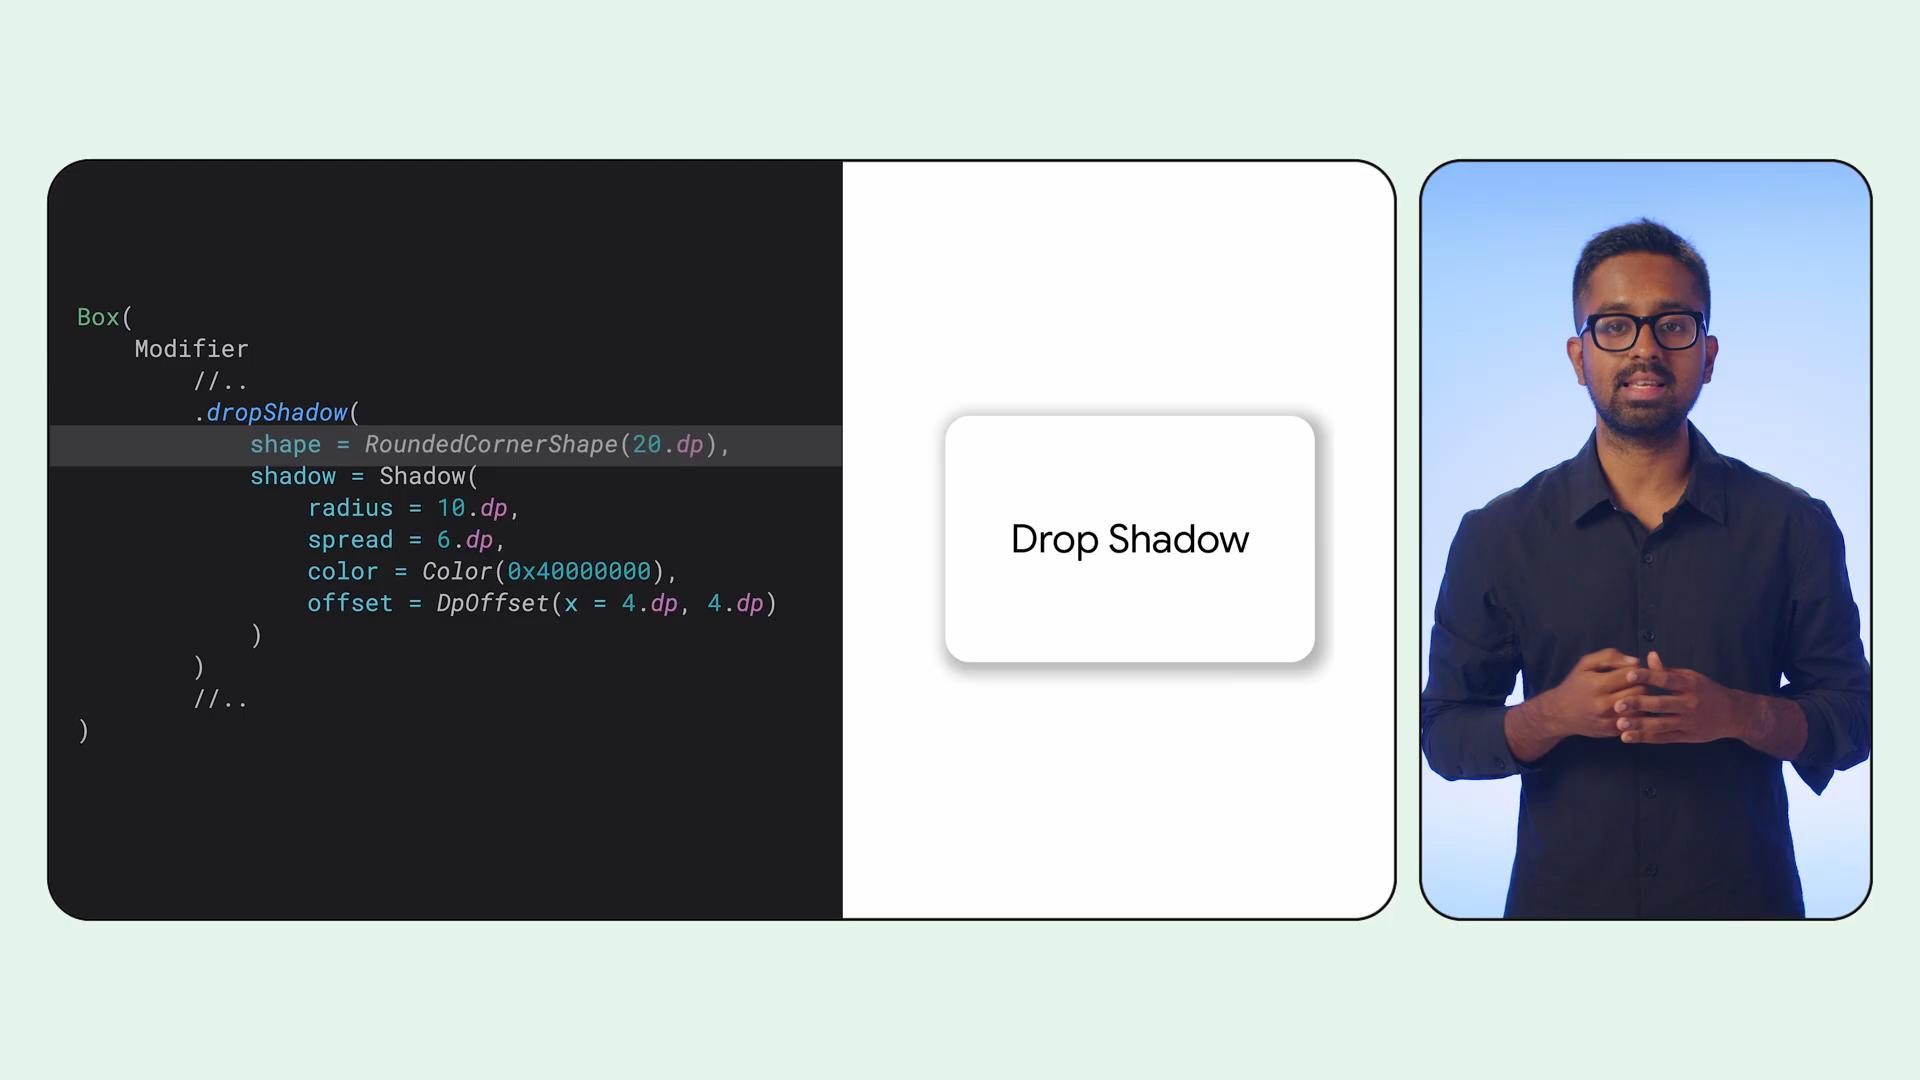 Box(
Modifier
//..
.dropShadow(
shape = RoundedCornerShape(20.dp),
shadow = Shadow(
radius = 10.dp,
spread = 6.dp,
color = Color(0x40000000),
offset = DpOffset(x = 4.dp, 4.dp)
)
)
//..
)
Drop Shadow